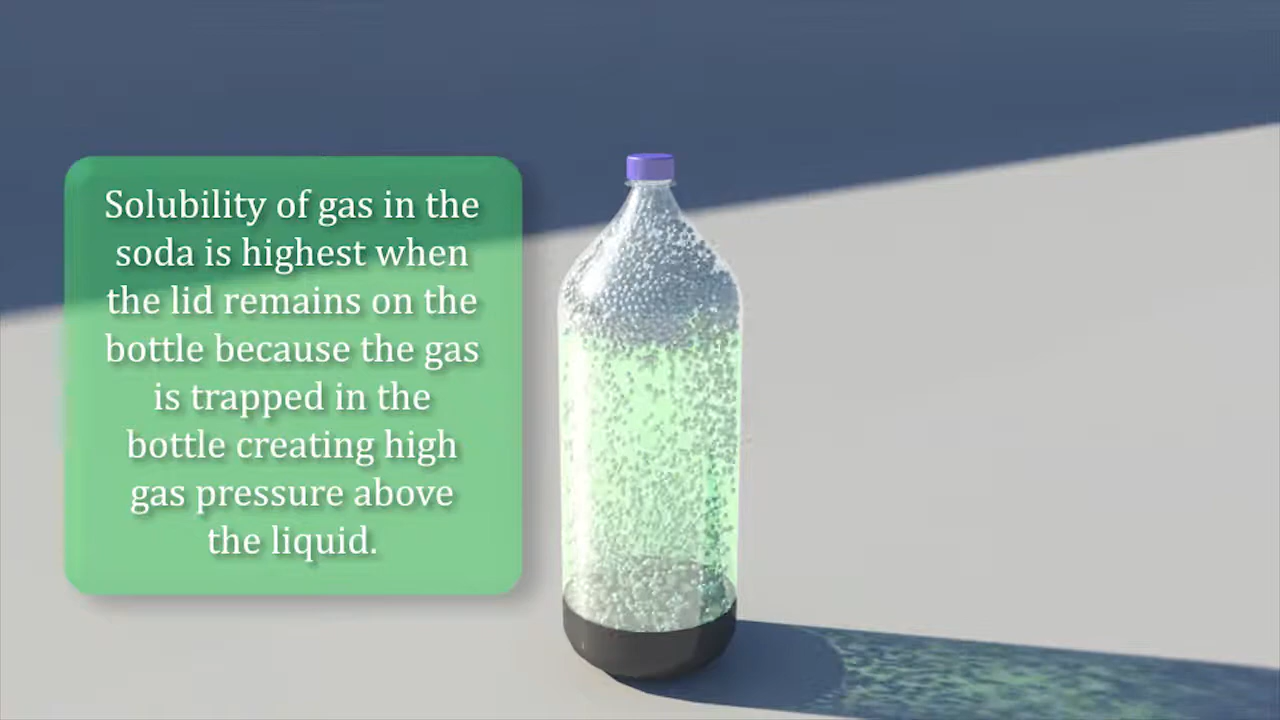 Solubility of gas in the
soda is highest when
the lid remains on the
bottle because the gas
is trapped in the
bottle creating high
gas pressure above
the liquid.